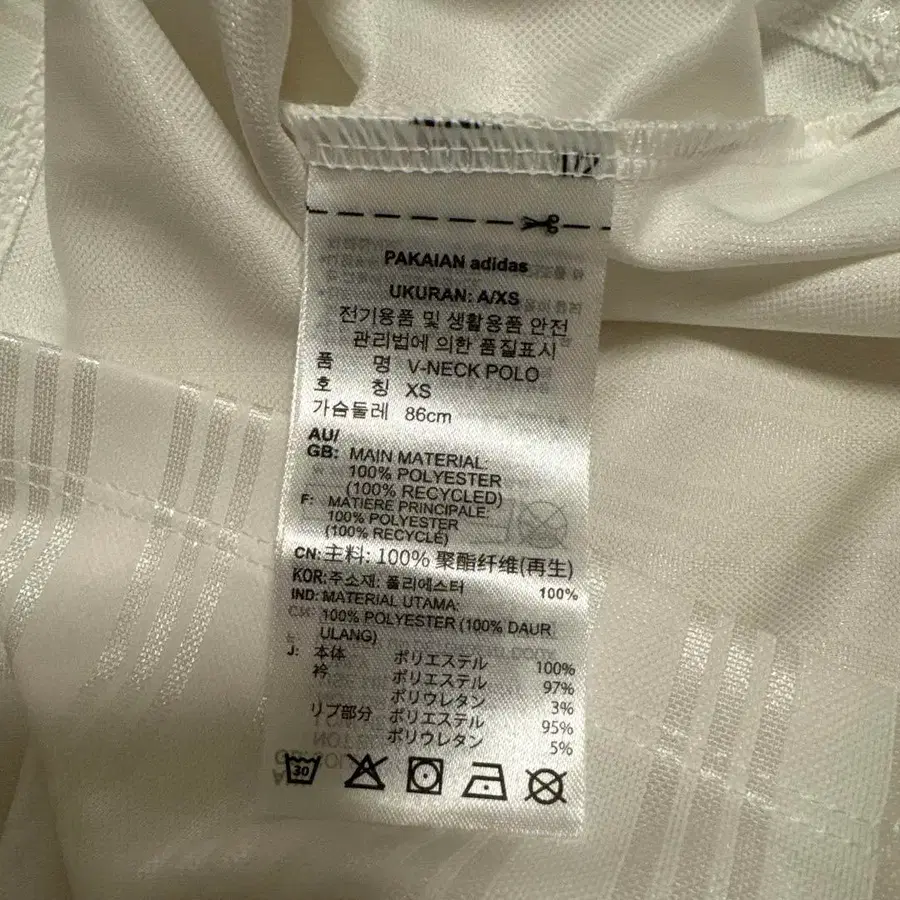 1/2
PAKAIAN adidas
UKURAN: A/XS
전기용품 및 생활용품 안전
관리법에 의한 품질표시
품 명 V-NECK POLO
호 칭 XS
가슴둘레 86cm
AU/
GB: MAIN MATERIAL:
100% POLYESTER
(100% RECYCLED)
F: MATIERE PRINCIPALE:
100% POLYESTER
(100% RECYCLÉ)
CN: 主料: 100% 聚酯纤维(再生)
KOR: 주소재: 폴리에스터 100%
IND: MATERIAL UTAMA:
100% POLYESTER (100% DAUR
ULANG)
J: 本体 ポリエステル 100%
衿 ポリエステル 97%
ポリウレタン 3%
リブ部分 ポリエステル 95%
ポリウレタン 5%
30